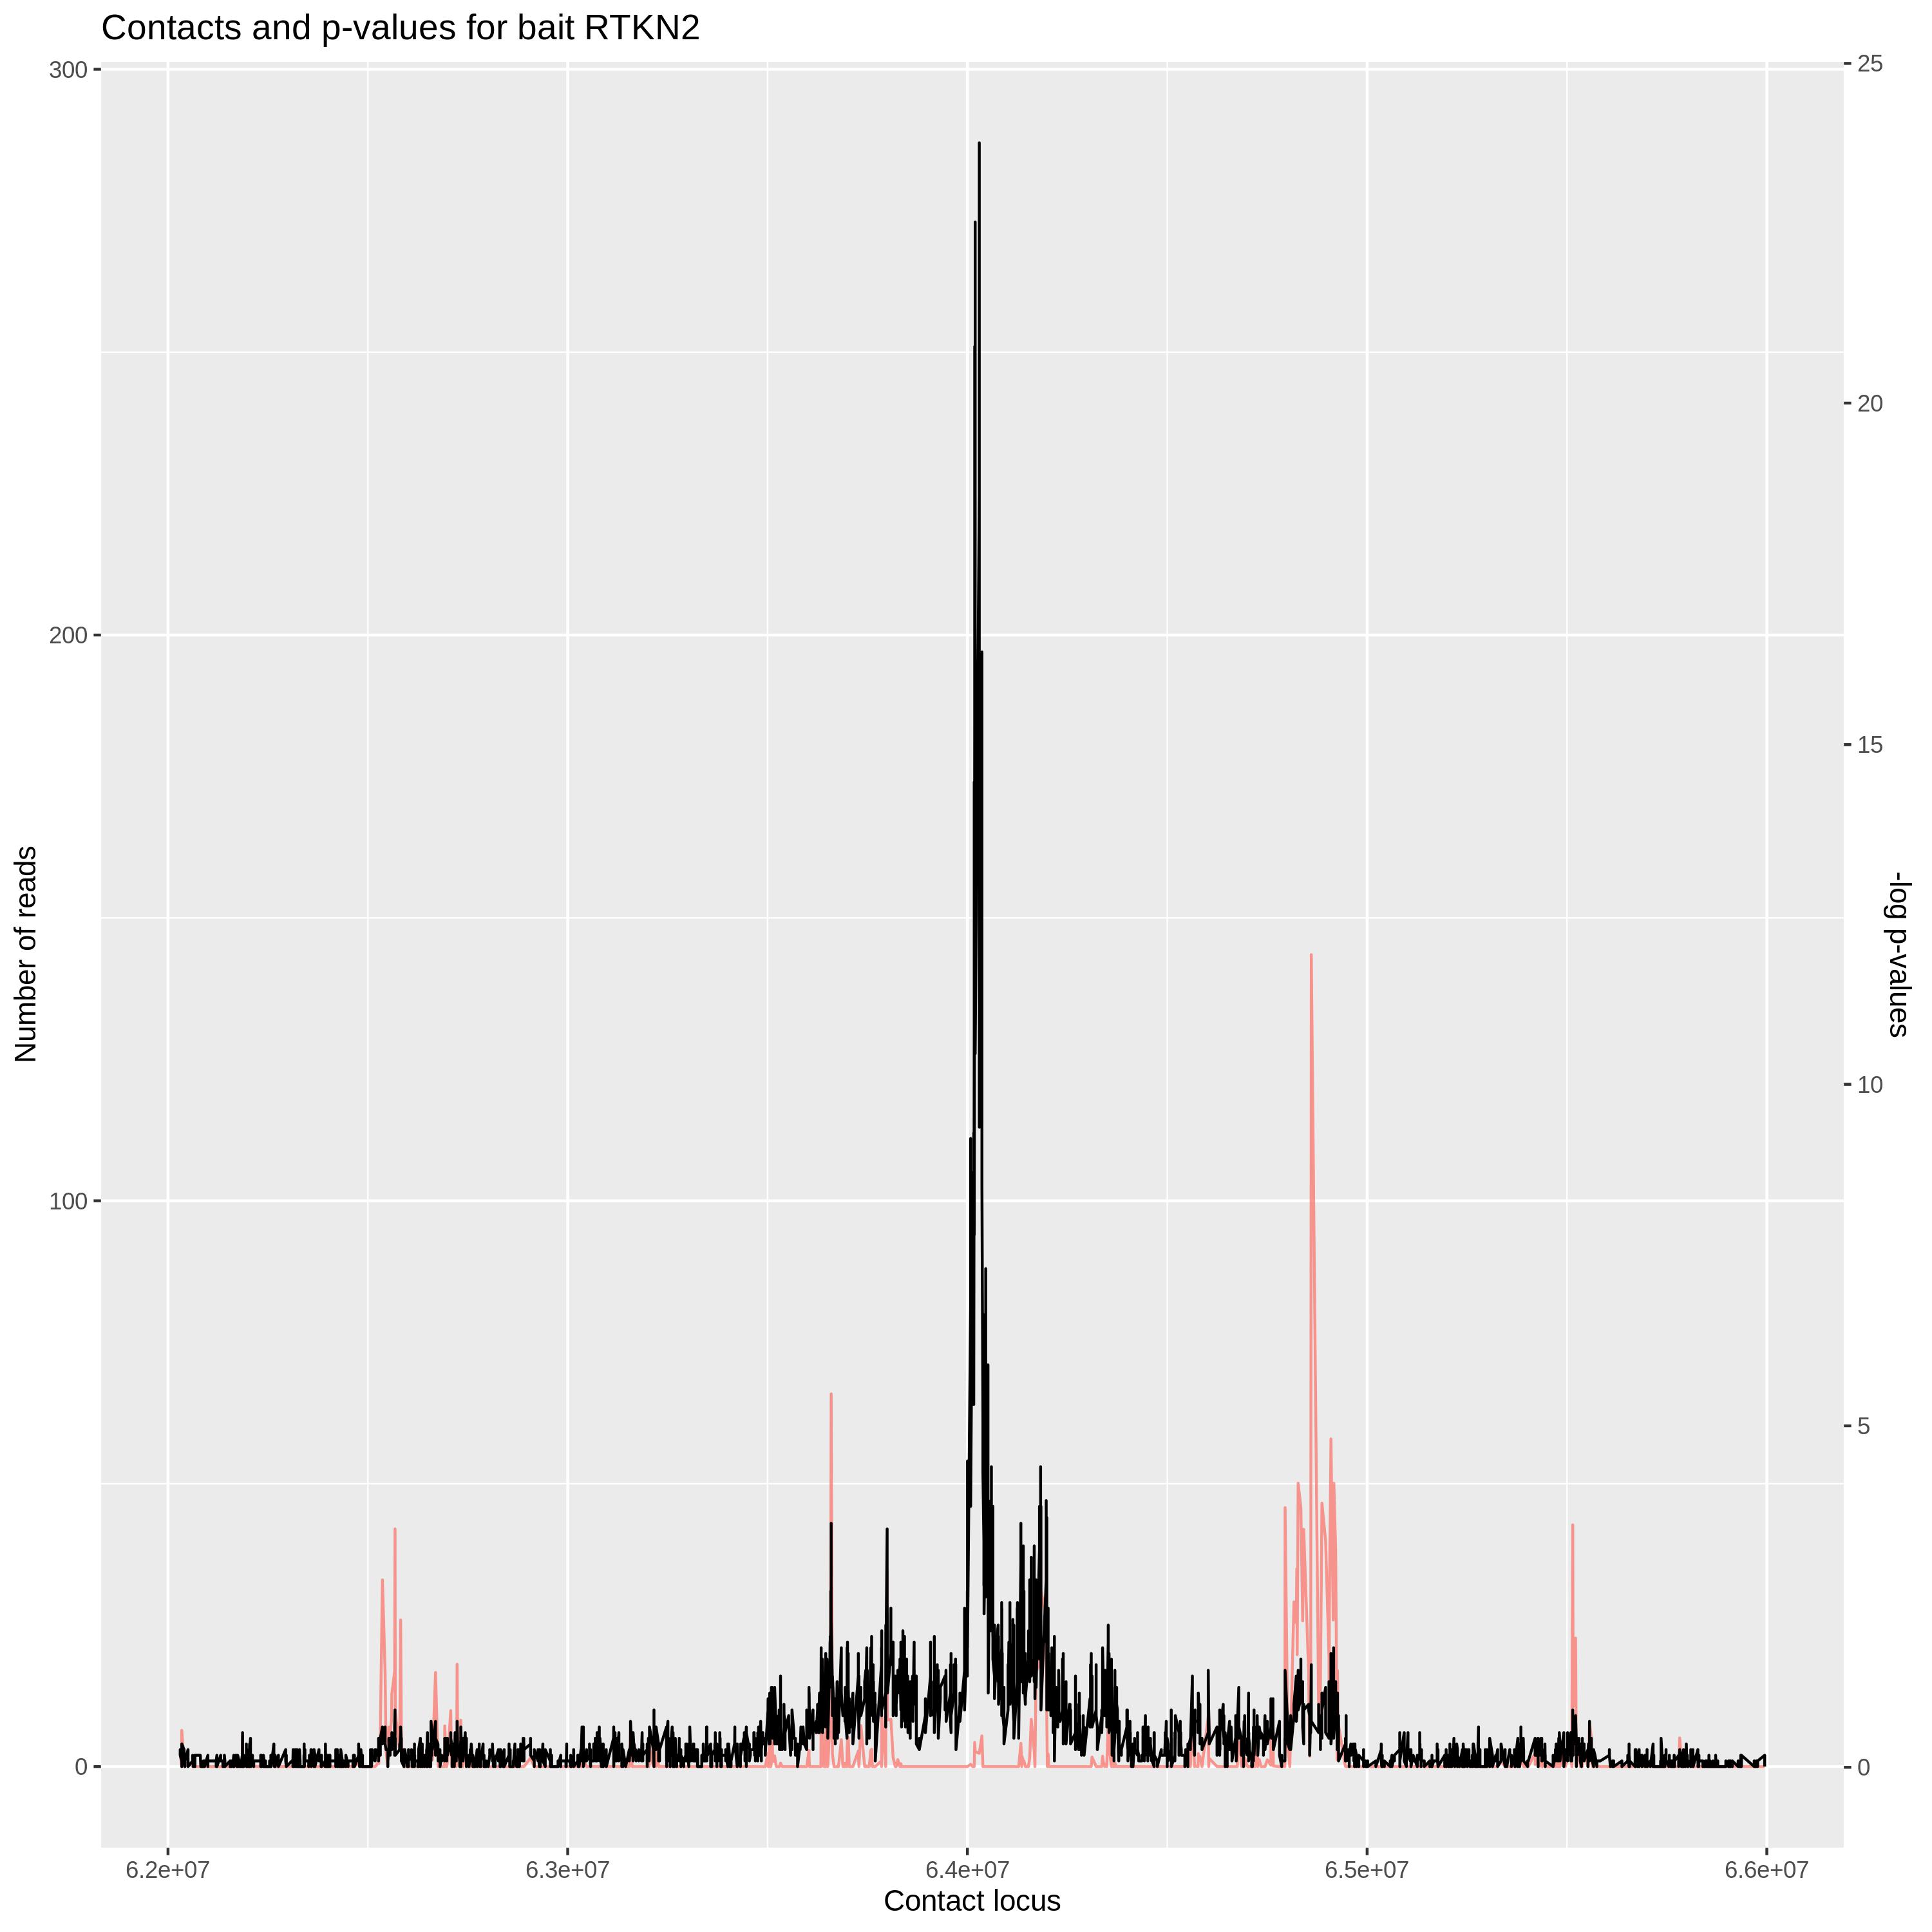 Contacts and p-values for bait RTKN2
300
200
100
0
Number of reads
25
20
15
10
5
0
-log p-values
6.2e+07
6.3e+07
6.4e+07
6.5e+07
6.6e+07
Contact locus